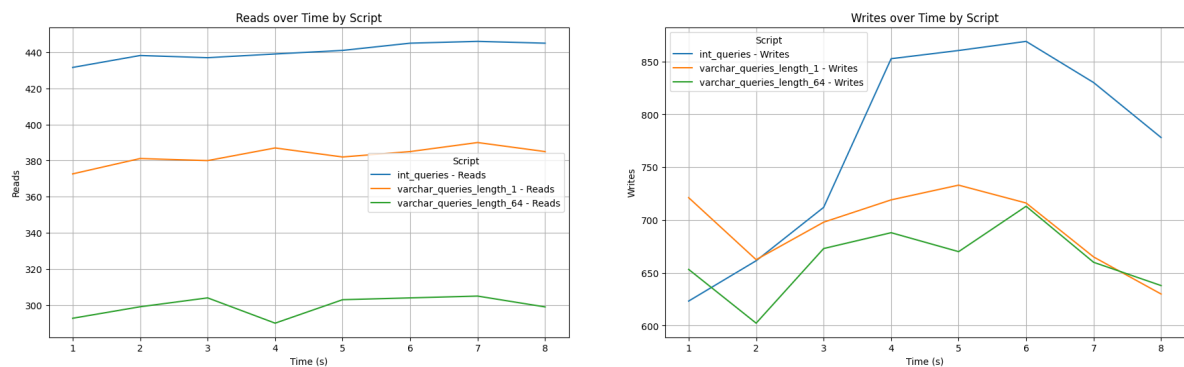 Reads over Time by Script
Reads
440
420
400
380
360
340
320
300
Script
int_queries - Reads
varchar_queries_length_1 - Reads
varchar_queries_length_64 - Reads
1 2 3 4 5 6 7 8
Time (s)
Writes over Time by Script
Writes
850
800
750
700
650
600
Script
int_queries - Writes
varchar_queries_length_1 - Writes
varchar_queries_length_64 - Writes
1 2 3 4 5 6 7 8
Time (s)